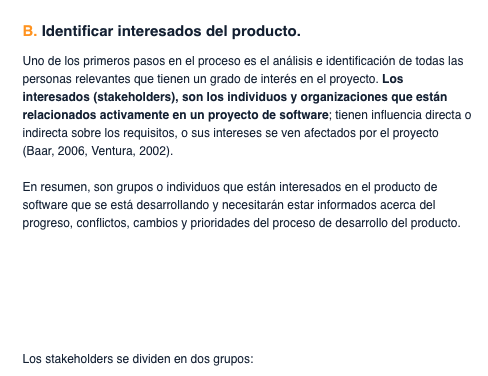 B. Identificar interesados del producto.
Uno de los primeros pasos en el proceso es el análisis e identificación de todas las
personas relevantes que tienen un grado de interés en el proyecto. Los
interesados (stakeholders), son los individuos y organizaciones que están
relacionados activamente en un proyecto de software; tienen influencia directa o
indirecta sobre los requisitos, o sus intereses se ven afectados por el proyecto
(Baar, 2006, Ventura, 2002).
En resumen, son grupos o individuos que están interesados en el producto de
software que se está desarrollando y necesitarán estar informados acerca del
progreso, conflictos, cambios y prioridades del proceso de desarrollo del producto.
Los stakeholders se dividen en dos grupos: